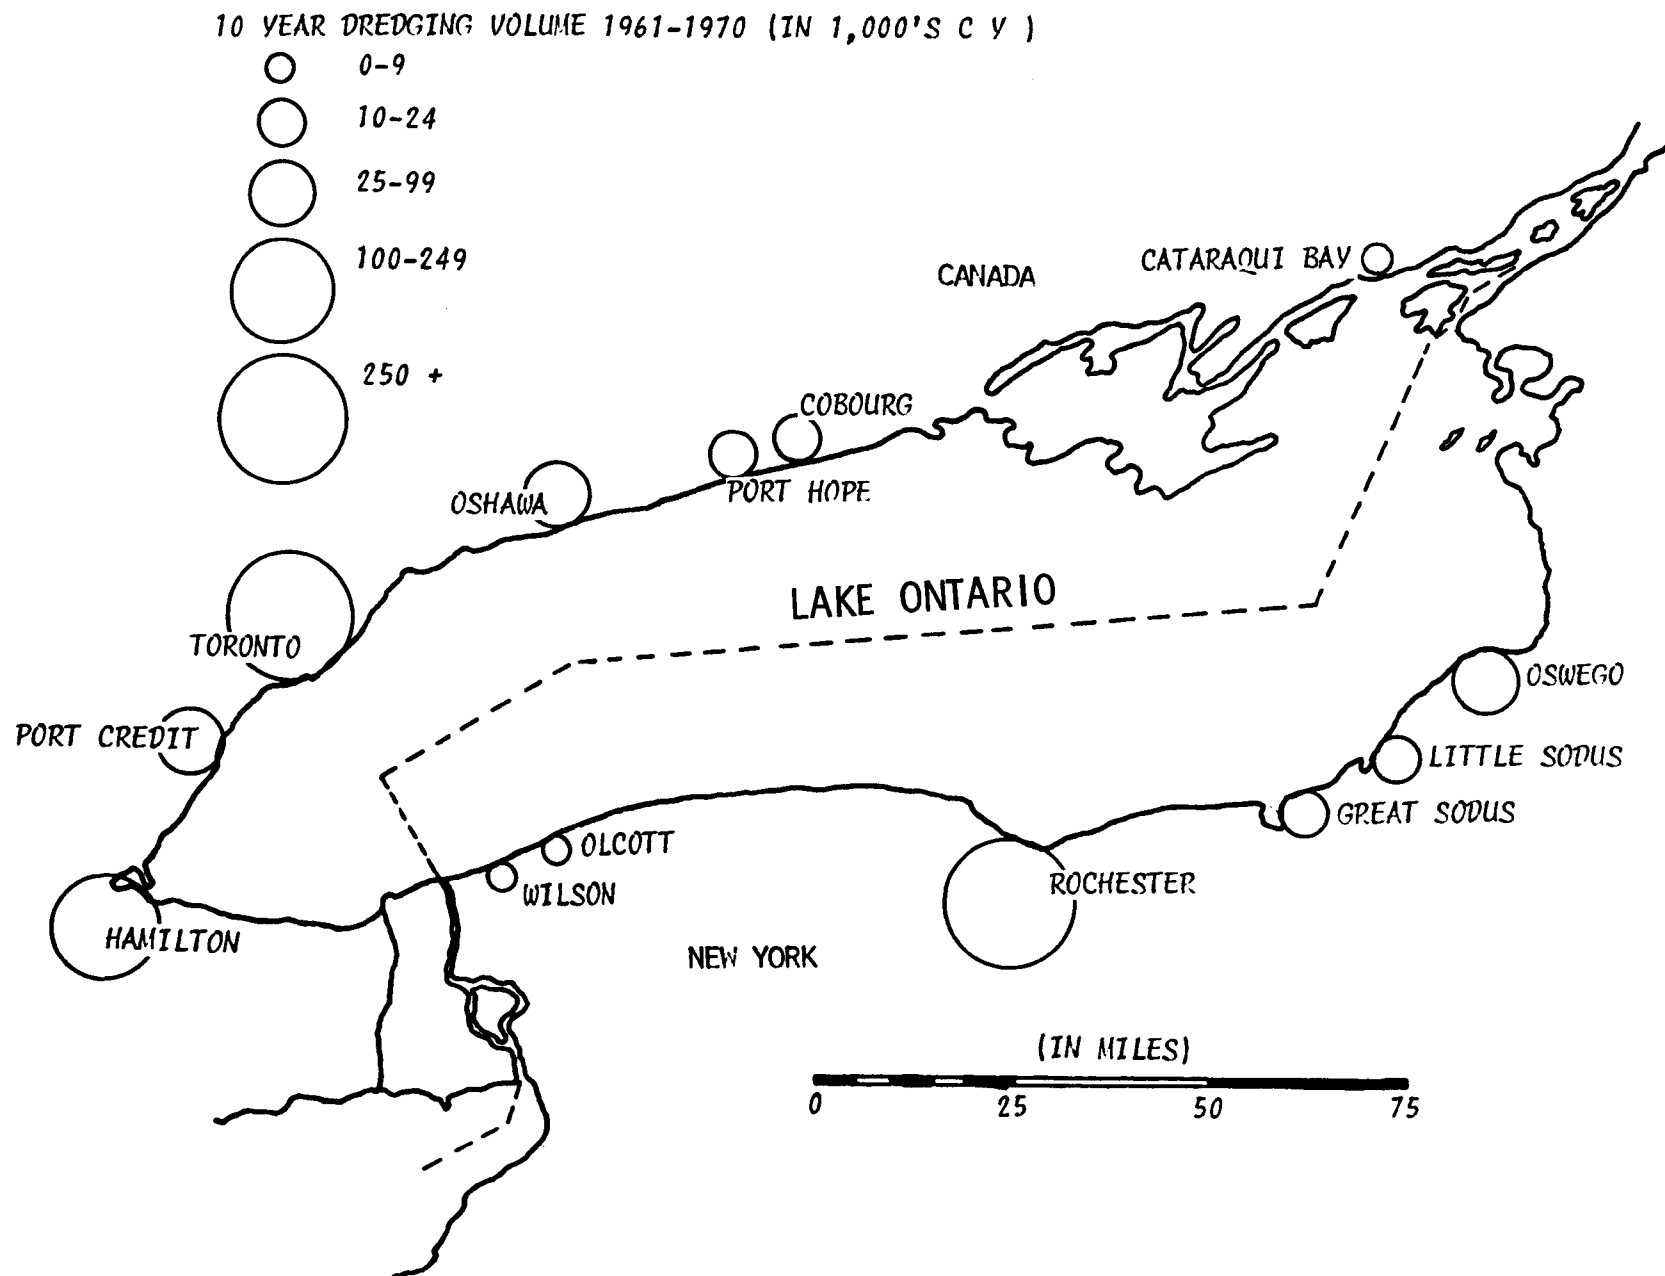 10 YEAR DREDGING VOLUME 1961-1970 (IN 1,000'S C Y )
0-9
10-24
25-99
100-249
250 +
CANADA
CATARAQUI BAY
COBOURG
PORT HOPE
OSHAWA
LAKE ONTARIO
TORONTO
OSWEGO
PORT CREDIT
LITTLE SODUS
GREAT SODUS
OLCOTT
WILSON
ROCHESTER
HAMILTON
NEW YORK
(IN MILES)
0 25 50 75